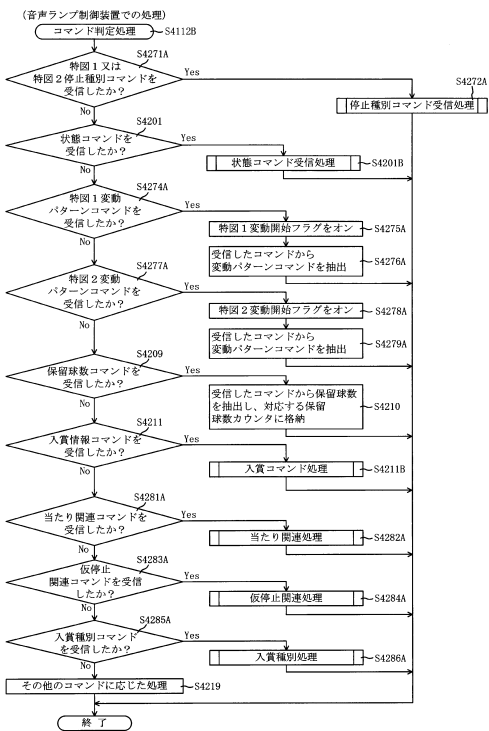 (音声ランプ制御装置での処理)
コマンド判定処理
S4112B
S4271A
特図１又は
特図２停止種別コマンドを
受信したか？
Yes
No
S4272A
停止種別コマンド受信処理
S4201
状態コマンドを
受信したか？
Yes
No
状態コマンド受信処理
S4201B
S4274A
特図１変動
パターンコマンドを
受信したか？
Yes
No
特図１変動開始フラグをオン
S4275A
受信したコマンドから
変動パターンコマンドを抽出
S4276A
S4277A
特図２変動
パターンコマンドを
受信したか？
Yes
No
特図２変動開始フラグをオン
S4278A
受信したコマンドから
変動パターンコマンドを抽出
S4279A
S4209
保留球数コマンドを
受信したか？
Yes
No
受信したコマンドから保留球数
を抽出し、対応する保留
球数カウンタに格納
S4210
S4211
入賞情報コマンドを
受信したか？
Yes
No
入賞コマンド処理
S4211B
S4281A
当たり関連コマンドを
受信したか？
Yes
No
当たり関連処理
S4282A
S4283A
仮停止
関連コマンドを受信
したか？
Yes
No
仮停止関連処理
S4284A
S4285A
入賞種別コマンド
を受信したか？
Yes
No
入賞種別処理
S4286A
その他のコマンドに応じた処理
S4219
終了